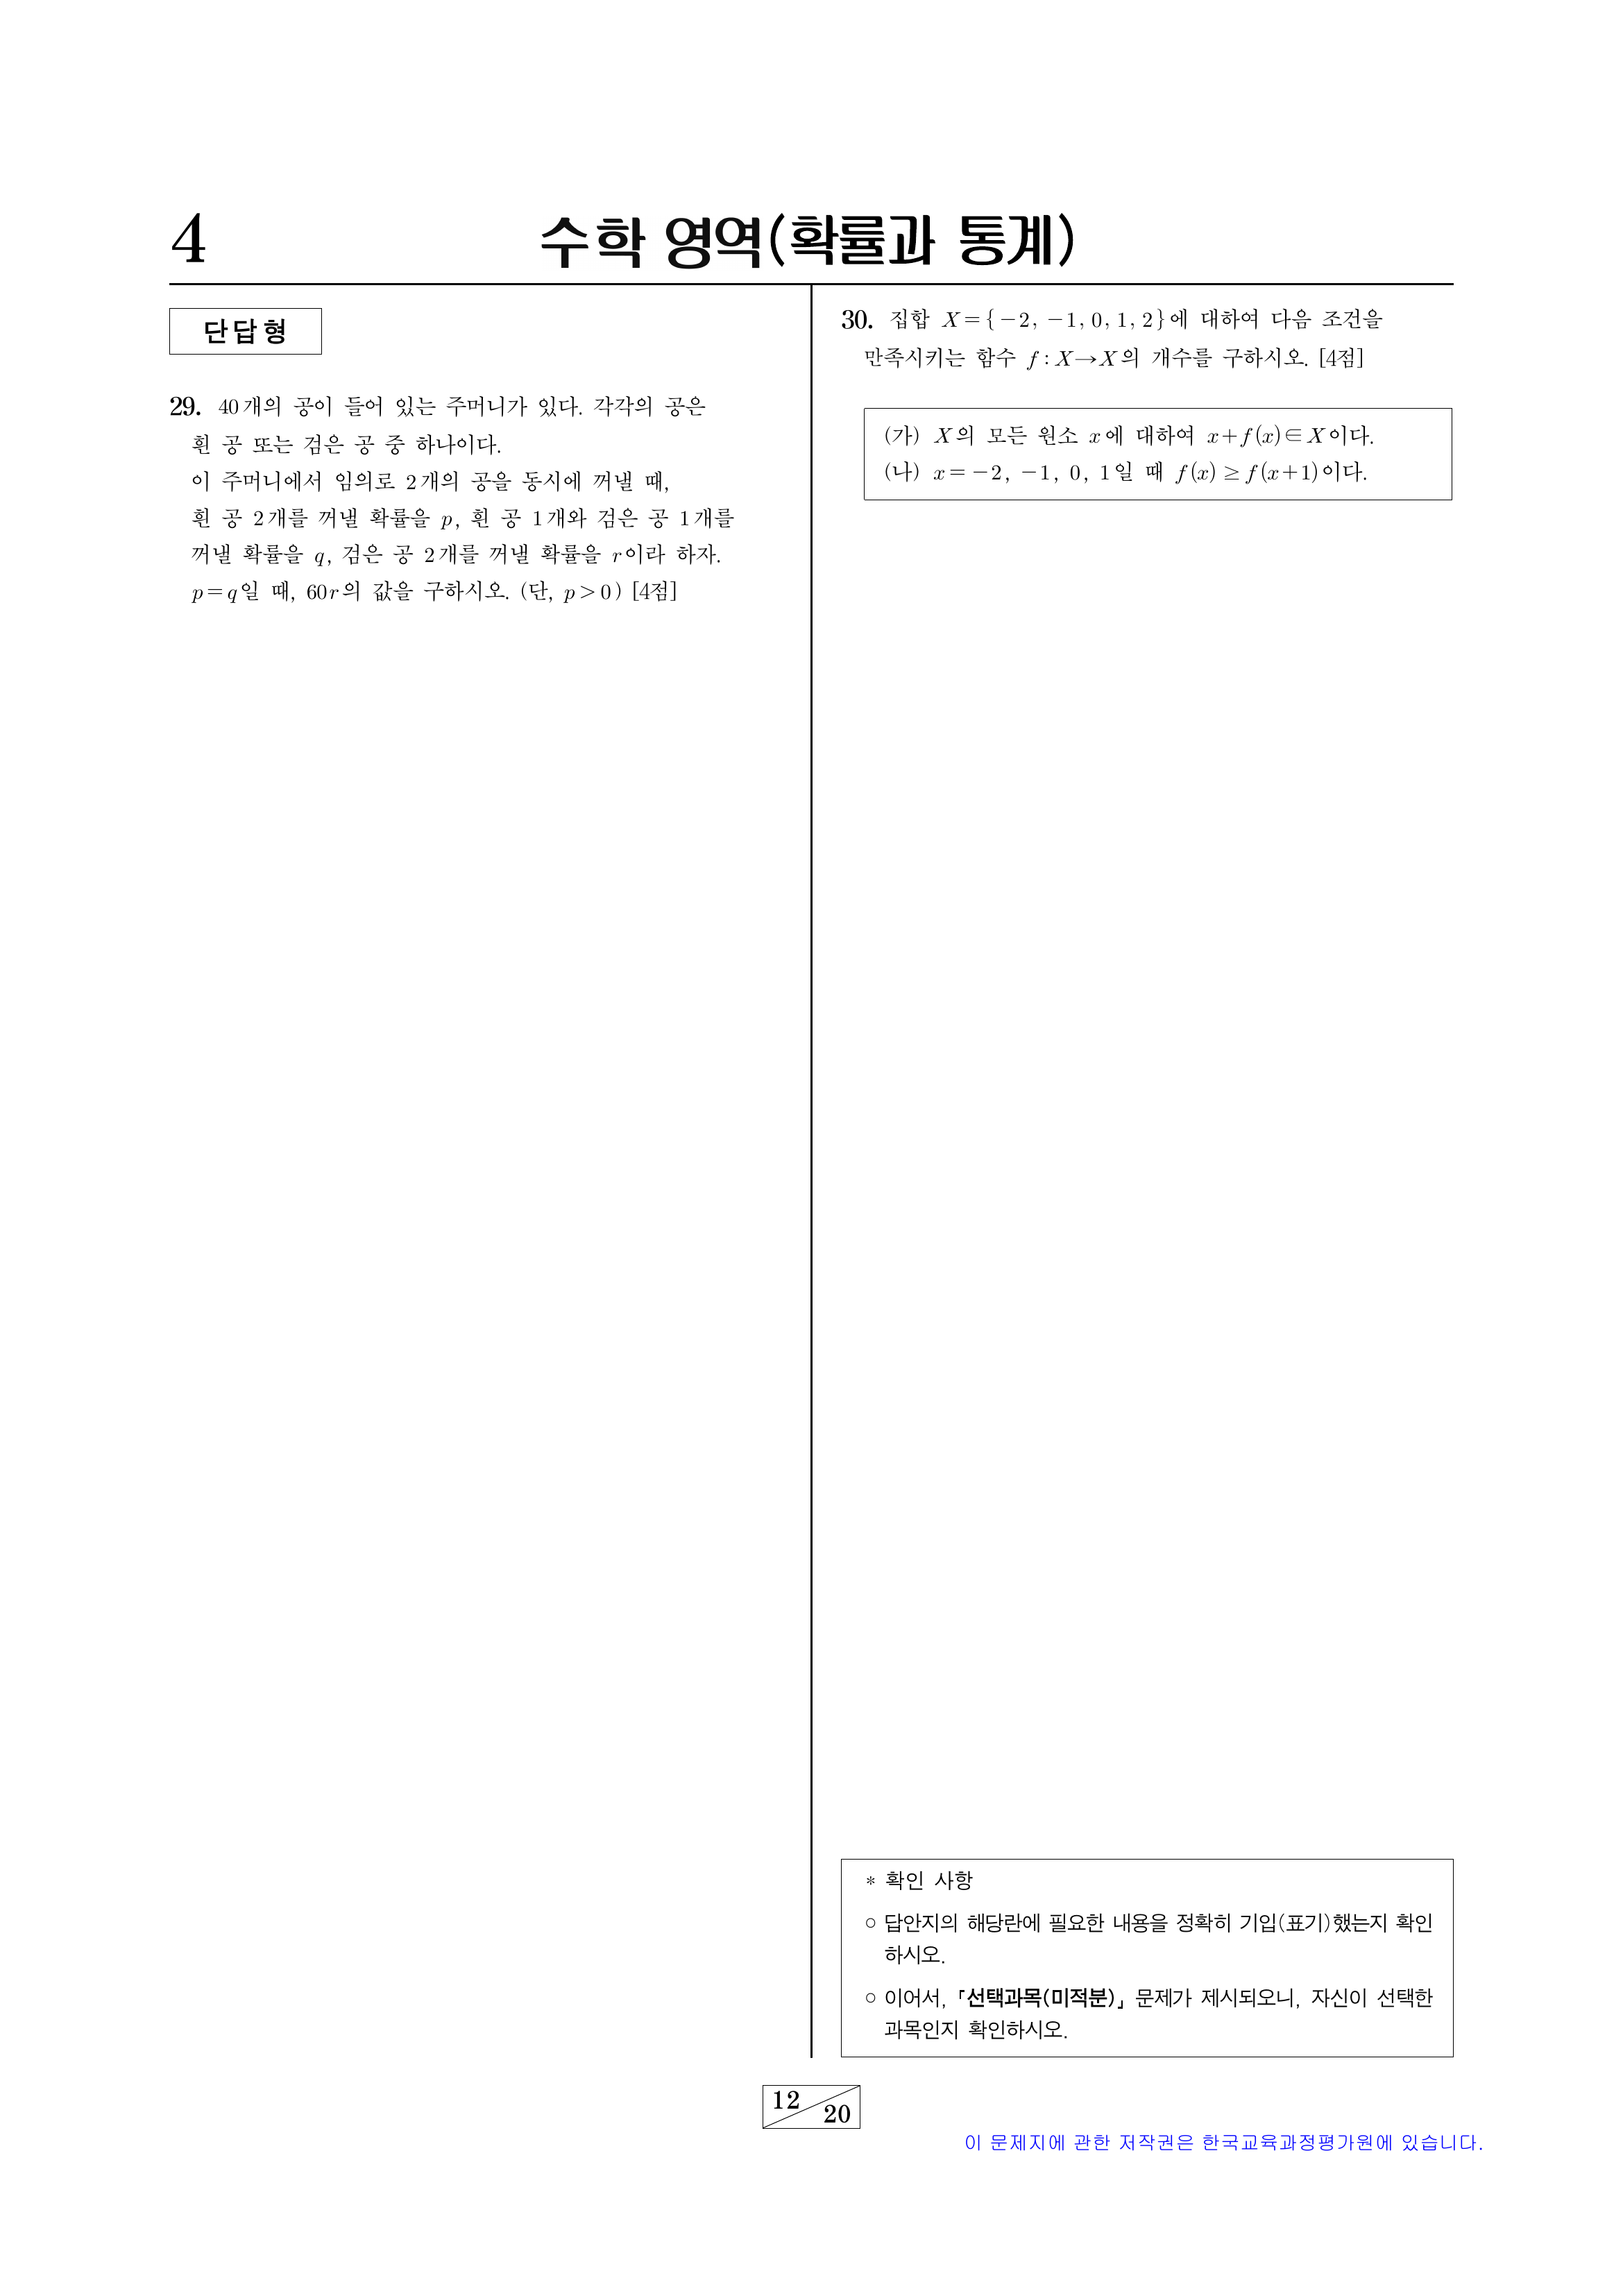 4
수학 영역(확률과 통계)
단답형
29. 40개의 공이 들어 있는 주머니가 있다. 각각의 공은
흰 공 또는 검은 공 중 하나이다.
이 주머니에서 임의로 2개의 공을 동시에 꺼낼 때,
흰 공 2개를 꺼낼 확률을 p, 흰 공 1개와 검은 공 1개를
꺼낼 확률을 q, 검은 공 2개를 꺼낼 확률을 r이라 하자.
p=q일 때, 60r의 값을 구하시오. (단, p>0) [4점]
30. 집합 X={-2, -1, 0, 1, 2}에 대하여 다음 조건을
만족시키는 함수 f:X→X의 개수를 구하시오. [4점]
(가) X의 모든 원소 x에 대하여 x+f(x)∈X이다.
(나) x=-2, -1, 0, 1일 때 f(x)≥f(x+1)이다.
* 확인 사항
○ 답안지의 해당란에 필요한 내용을 정확히 기입(표기)했는지 확인
하시오.
○ 이어서, 「선택과목(미적분)」 문제가 제시되오니, 자신이 선택한
과목인지 확인하시오.
12
20
이 문제지에 관한 저작권은 한국교육과정평가원에 있습니다.